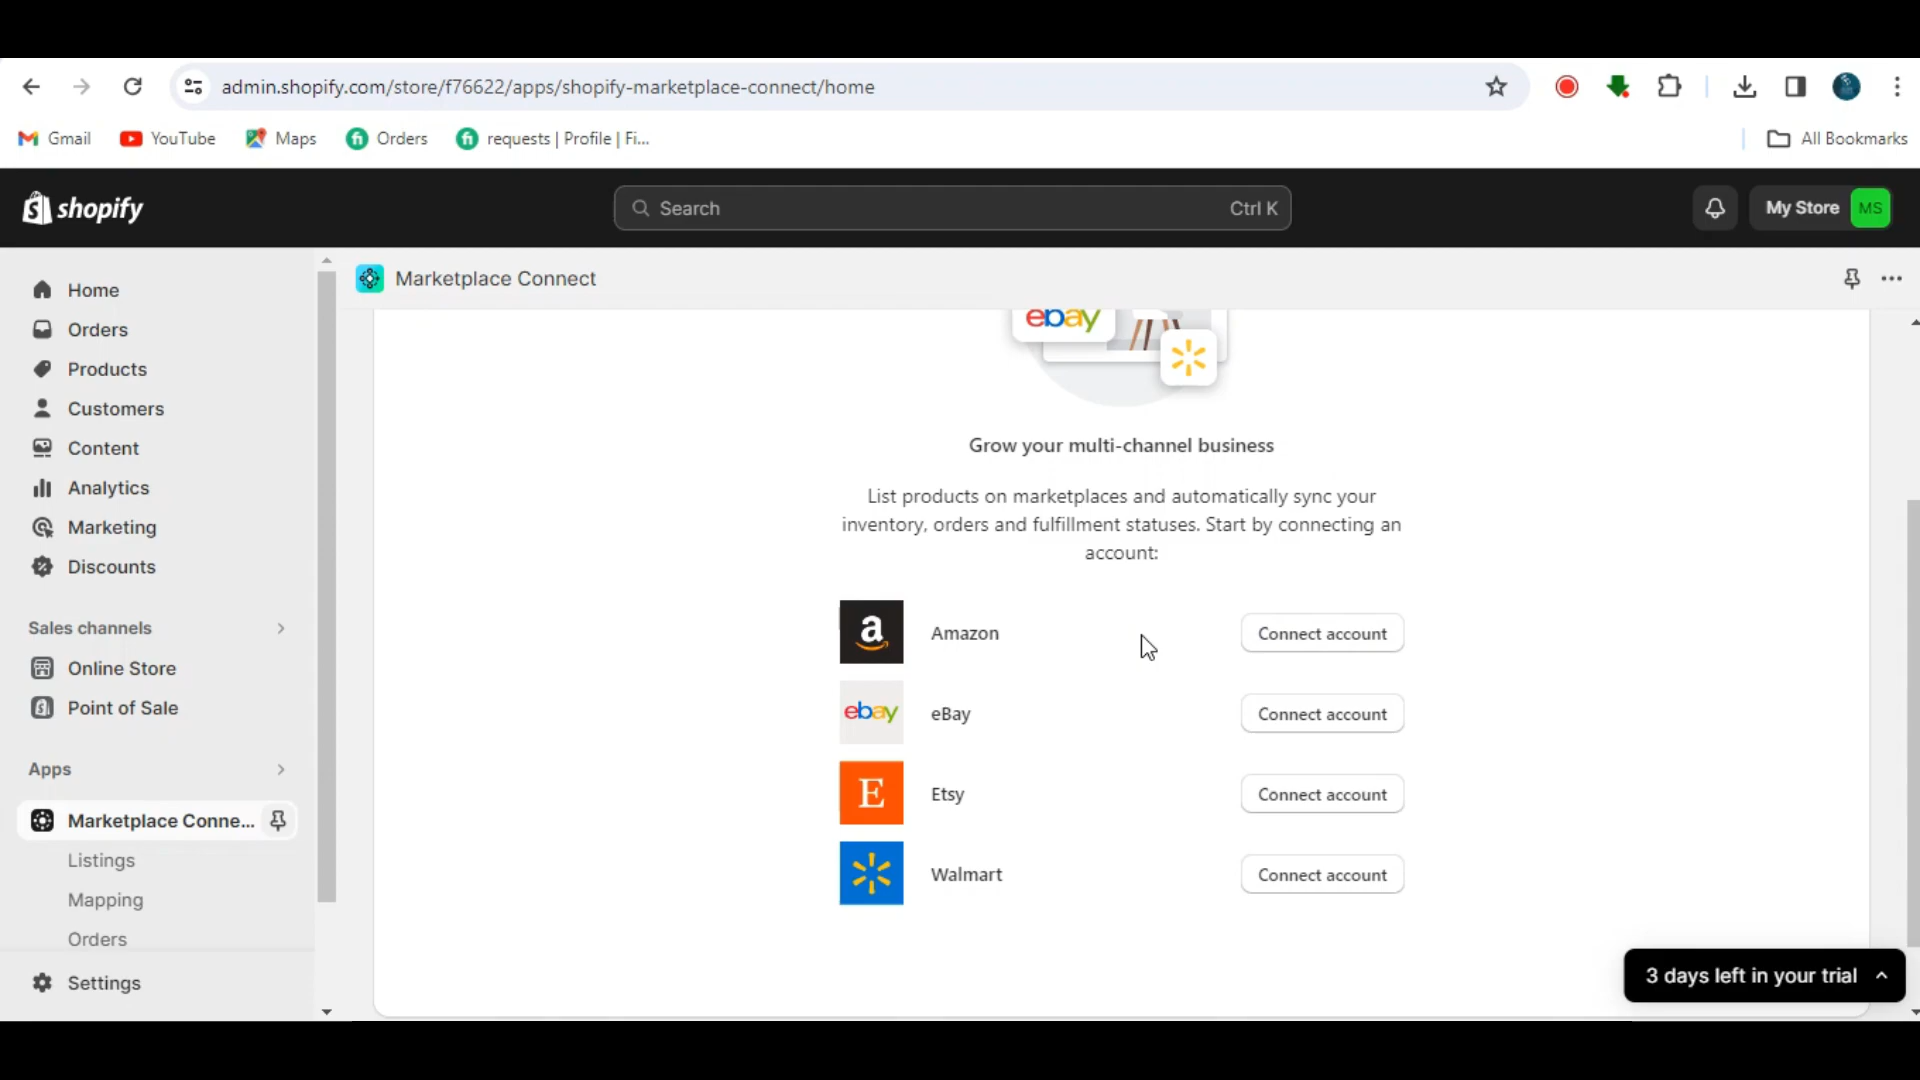 admin.shopify.com/store/f76622/apps/shopify-marketplace-connect/home
Gmail
YouTube
Maps
Orders
requests | Profile | Fi...
All Bookmarks
shopify
Search
Ctrl K
My Store
MS
Home
Orders
Products
Customers
Content
Analytics
Marketing
Discounts
Sales channels
Online Store
Point of Sale
Apps
Marketplace Conne...
Listings
Mapping
Orders
Settings
Marketplace Connect
ebay
Grow your multi-channel business
List products on marketplaces and automatically sync your
inventory, orders and fulfillment statuses. Start by connecting an
account:
a
Amazon
Connect account
ebay
eBay
Connect account
E
Etsy
Connect account
Walmart
Connect account
3 days left in your trial